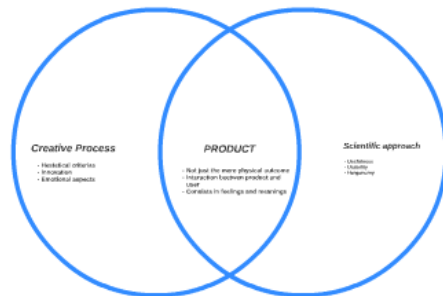 Creative Process
- Hestetical criteries
- Innovation
- Emotional aspects
PRODUCT
- Not just the mere physical outcome
- Interaction between product and
user
- Consists in feelings and meanings
Scientific approach
- Usefulness
- Usability